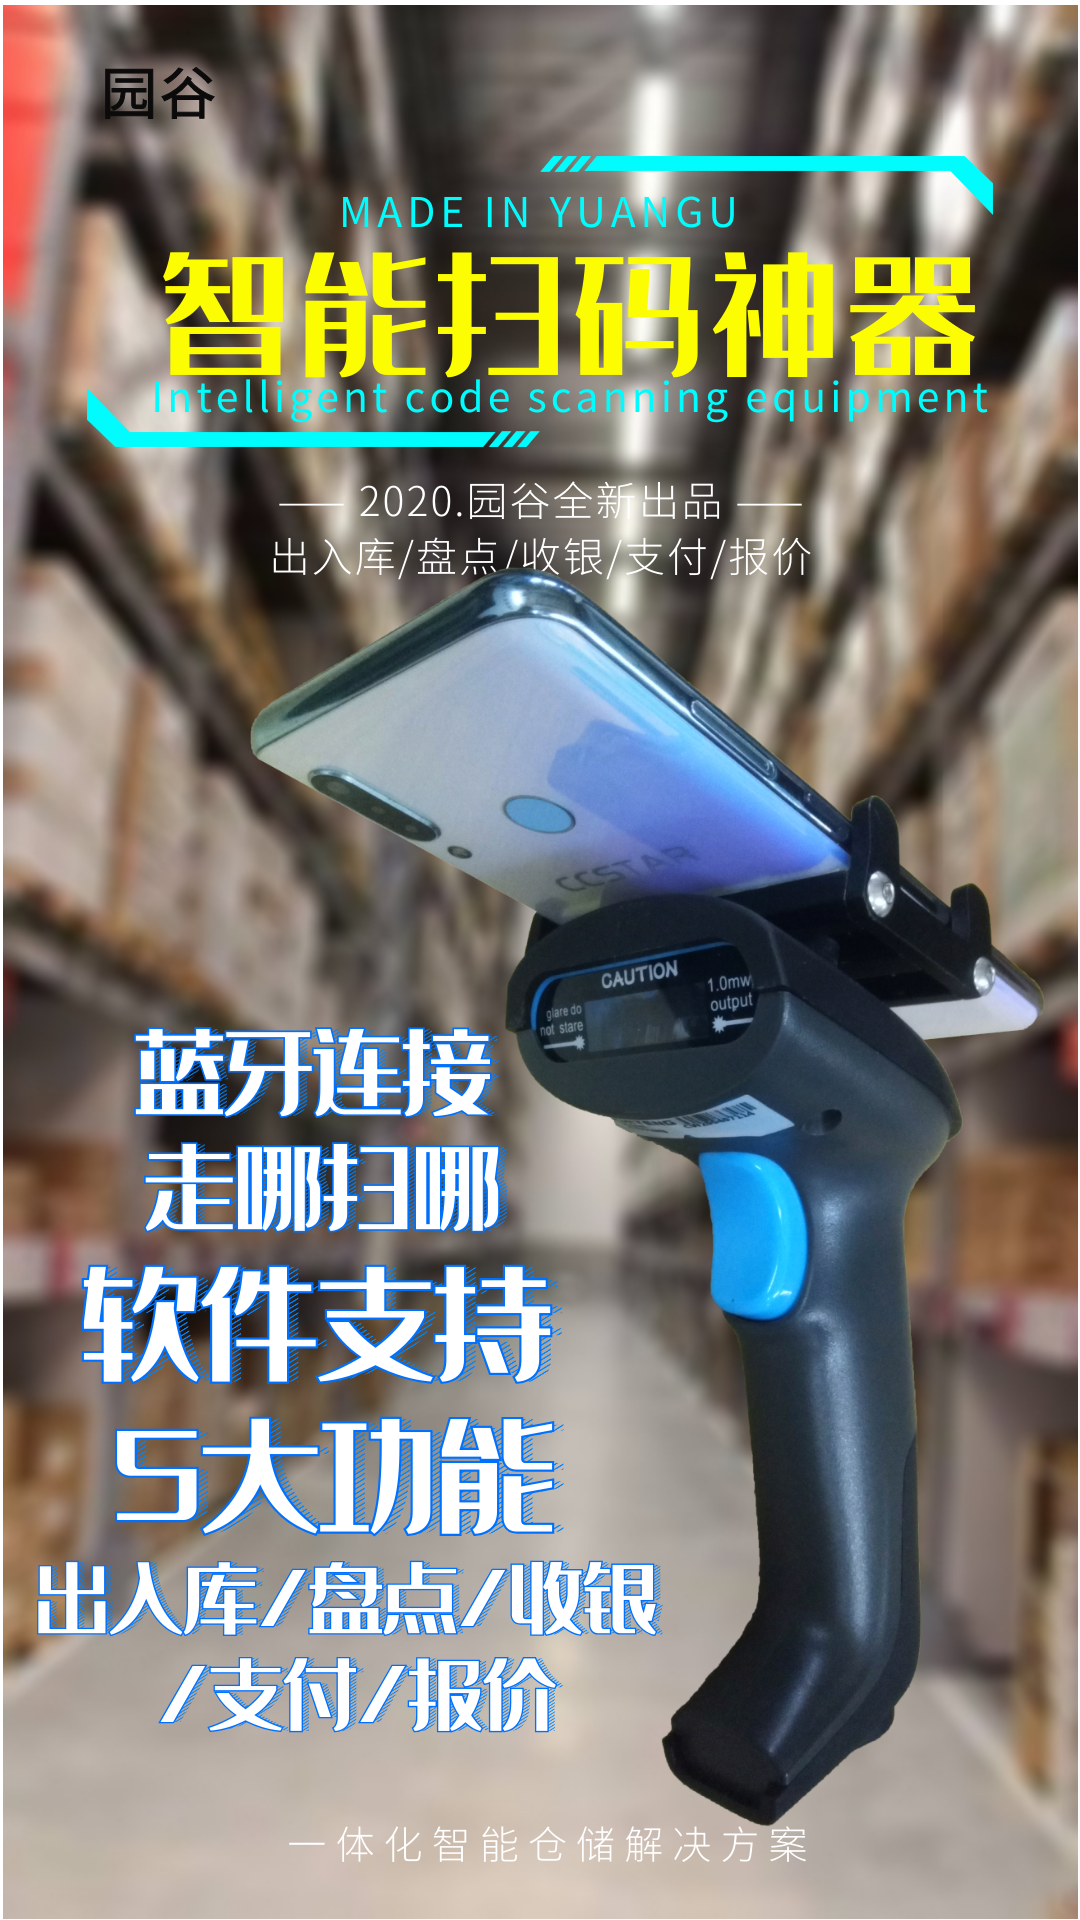 园谷
MADE IN YUANGU
智能扫码神器
Intelligent code scanning equipment
2020.园谷全新出品
出入库/盘点/收银/支付/报价
CCSTAR
CAUTION
glare do
not stare
1.0mw
output
蓝牙连接
走哪扫哪
软件支持
5大功能
出入库/盘点/收银
/支付/报价
一体化智能仓储解决方案